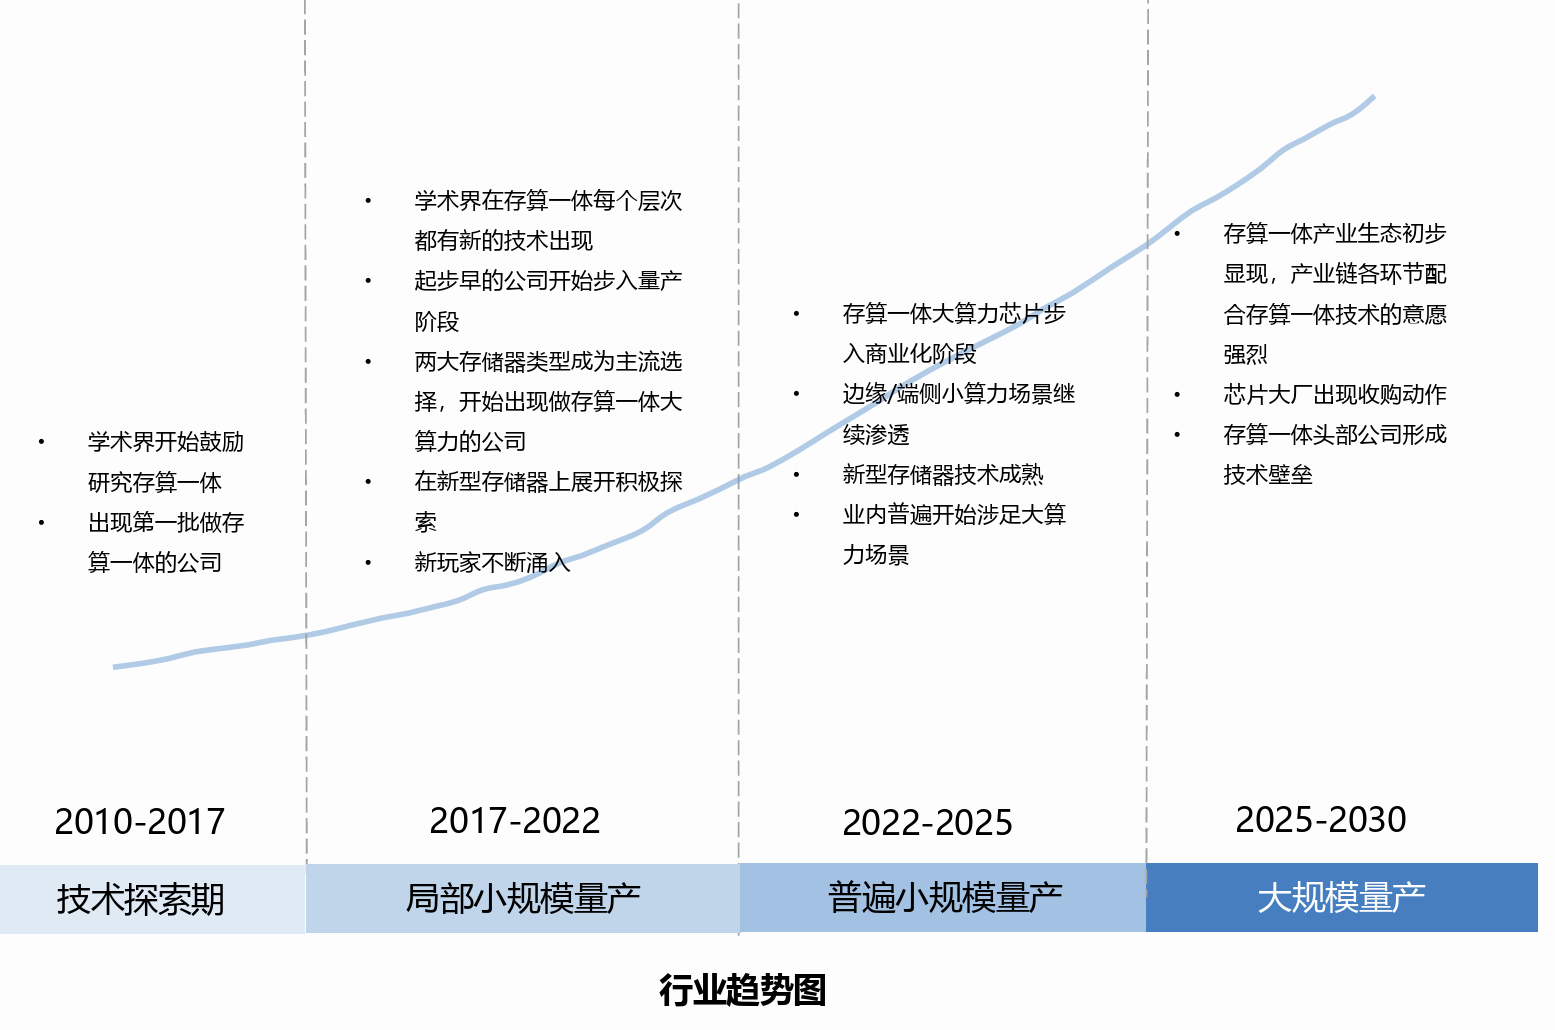 • 学术界开始鼓励
研究存算一体
• 出现第一批做存
算一体的公司
• 学术界在存算一体每个层次
都有新的技术出现
• 起步早的公司开始步入量产
阶段
• 两大存储器类型成为主流选
择，开始出现做存算一体大
算力的公司
• 在新型存储器上展开积极探
索
• 新玩家不断涌入
• 存算一体大算力芯片步
入商业化阶段
• 边缘/端侧小算力场景继
续渗透
• 新型存储器技术成熟
• 业内普遍开始涉足大算
力场景
• 存算一体产业生态初步
显现，产业链各环节配
合存算一体技术的意愿
强烈
• 芯片大厂出现收购动作
• 存算一体头部公司形成
技术壁垒
2010-2017
2017-2022
2022-2025
2025-2030
技术探索期
局部小规模量产
普遍小规模量产
大规模量产
行业趋势图